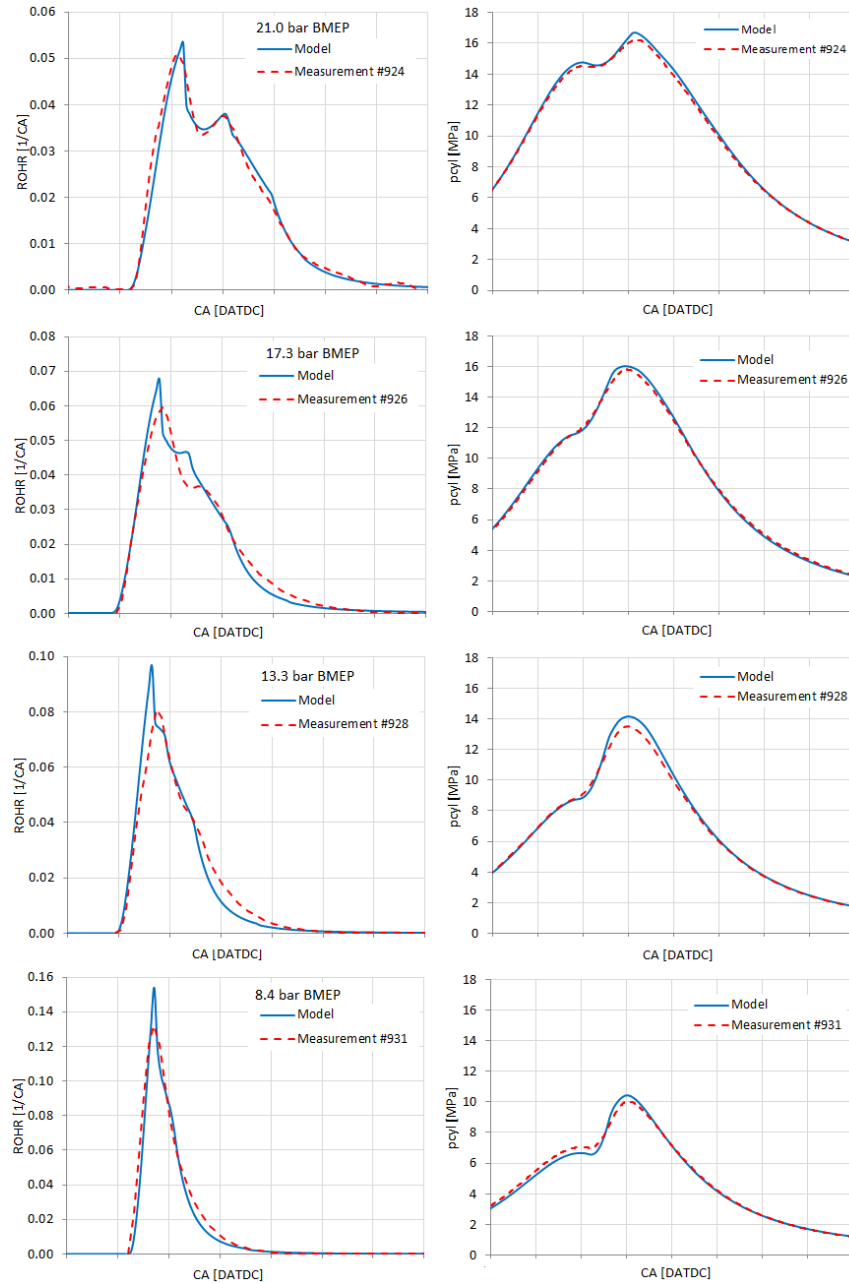 0.06
0.05
0.04
0.03
0.02
0.01
0.00
ROHR [1/CA]
21.0 bar BMEP
Model
Measurement #924
CA [DATDC]
18
16
14
12
10
8
6
4
2
0
pcyl [MPa]
Model
Measurement #924
CA [DATDC]
0.08
0.07
0.06
0.05
0.04
0.03
0.02
0.01
0.00
ROHR [1/CA]
17.3 bar BMEP
Model
Measurement #926
CA [DATDC]
18
16
14
12
10
8
6
4
2
0
pcyl [MPa]
Model
Measurement #926
CA [DATDC]
0.10
0.08
0.06
0.04
0.02
0.00
ROHR [1/CA]
13.3 bar BMEP
Model
Measurement #928
CA [DATDC]
18
16
14
12
10
8
6
4
2
0
pcyl [MPa]
Model
Measurement #928
CA [DATDC]
0.16
0.14
0.12
0.10
0.08
0.06
0.04
0.02
0.00
ROHR [1/CA]
8.4 bar BMEP
Model
Measurement #931
CA [DATDC]
18
16
14
12
10
8
6
4
2
0
pcyl [MPa]
Model
Measurement #931
CA [DATDC]